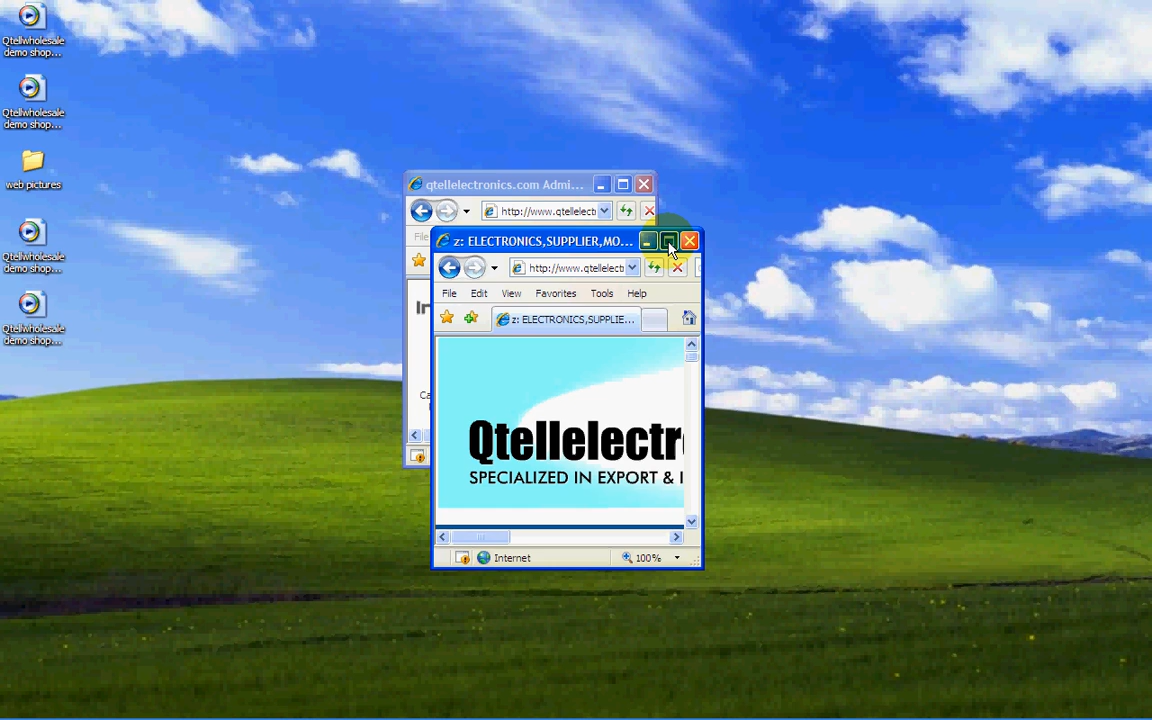 Qtellwholesale
demo shop...
Qtellwholesale
demo shop...
web pictures
Qtellwholesale
demo shop...
Qtellwholesale
demo shop...
qtellelectronics.com Admi...
http://www.qtellelect
z: ELECTRONICS,SUPPLIER,MO...
http://www.qtellelect
File Edit View Favorites Tools Help
z: ELECTRONICS,SUPPLIE...
Qtellelectr
SPECIALIZED IN EXPORT & I
Internet
100%